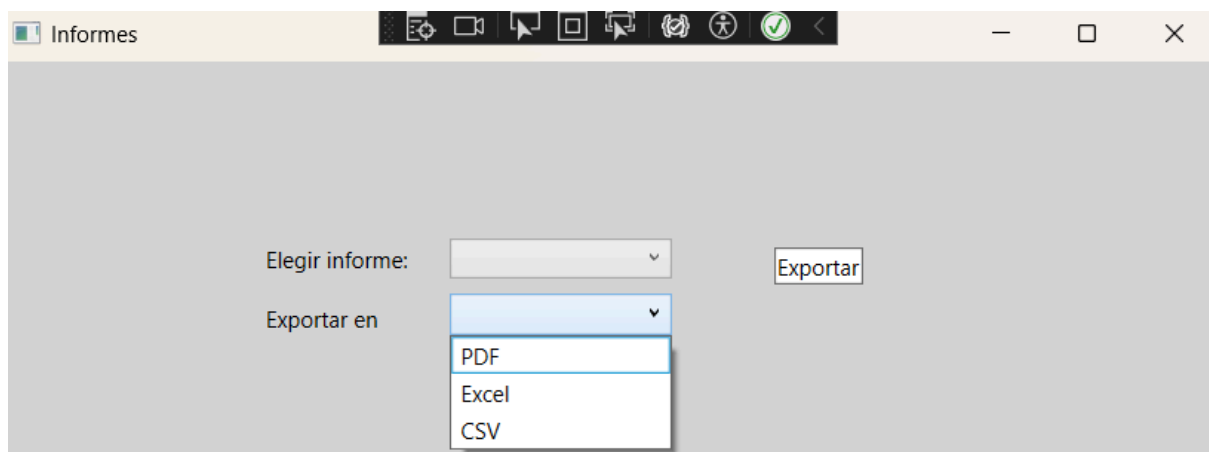 Informes
Elegir informe:
Exportar
Exportar en
PDF
Excel
CSV